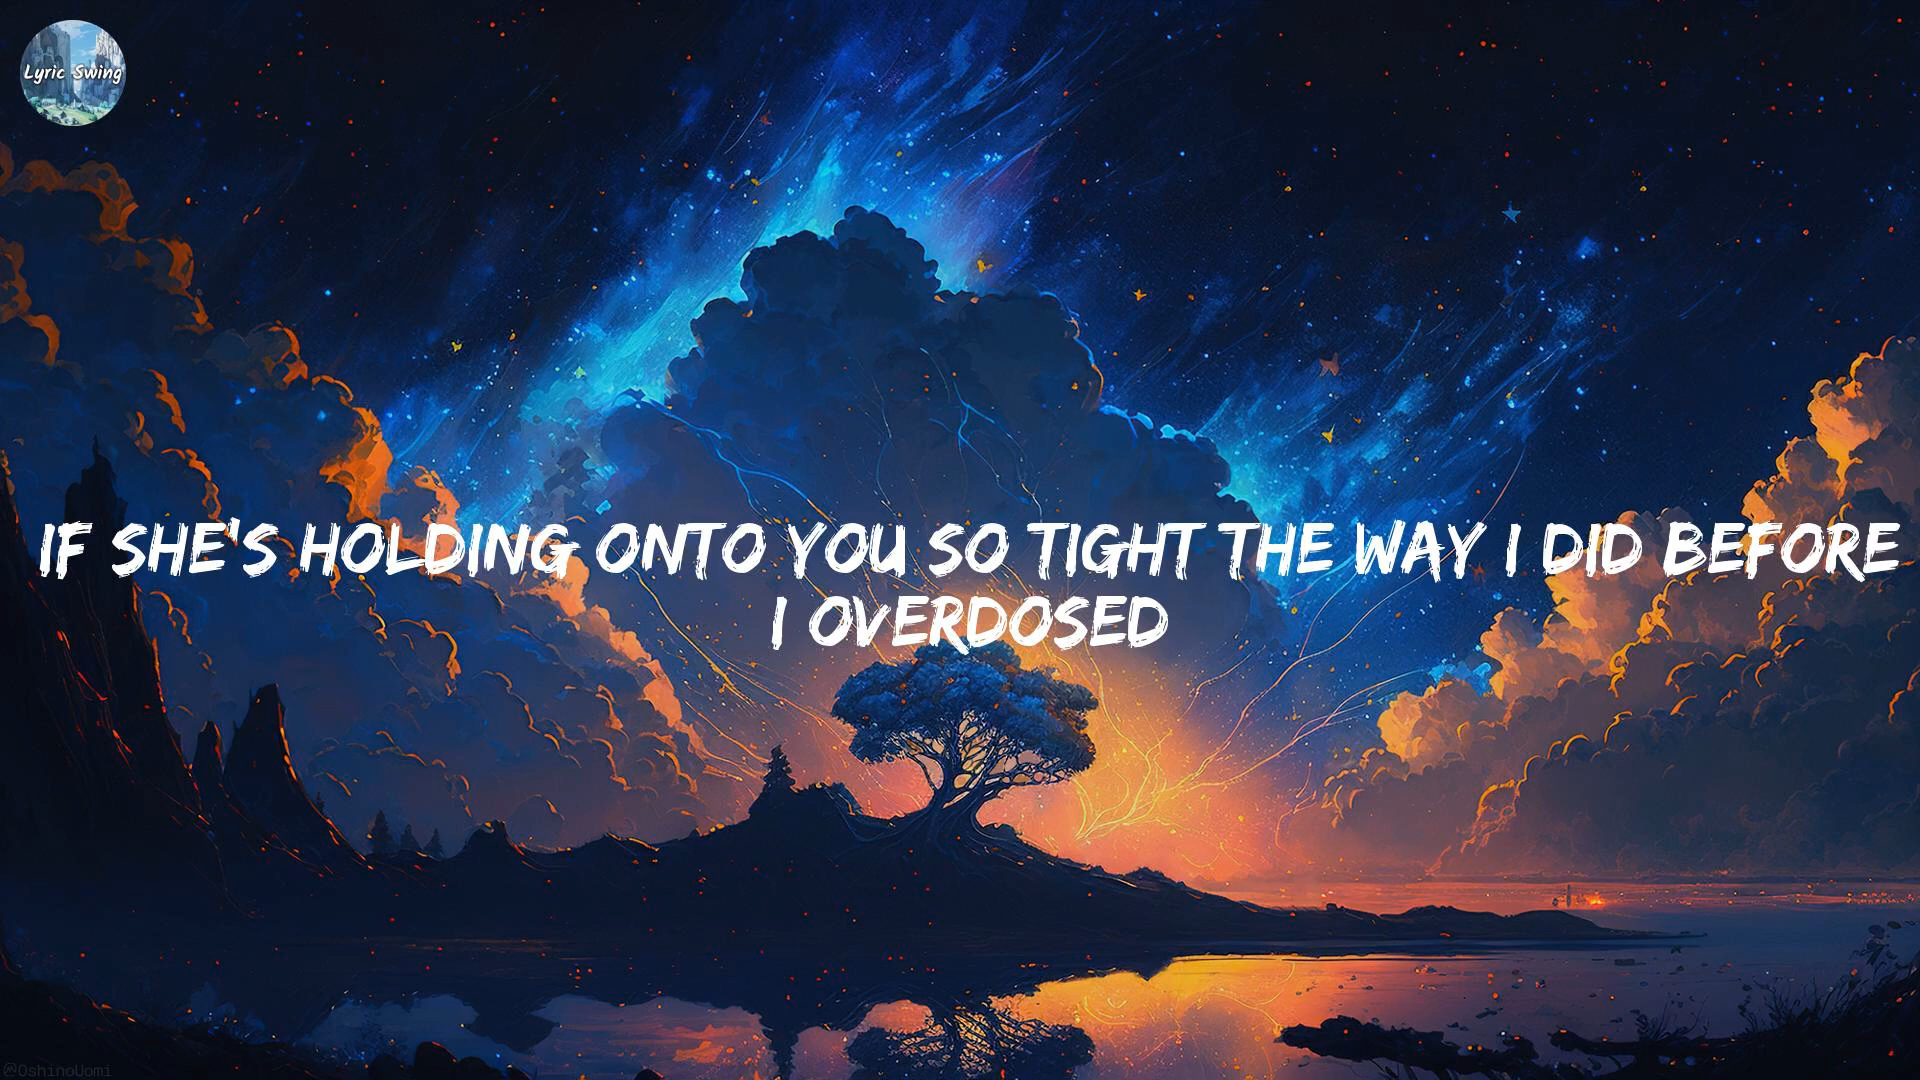 Lyric Swing
IF SHE'S HOLDING ONTO YOU SO TIGHT THE WAY I DID BEFORE
I OVERDOSED
@OshinoUomi